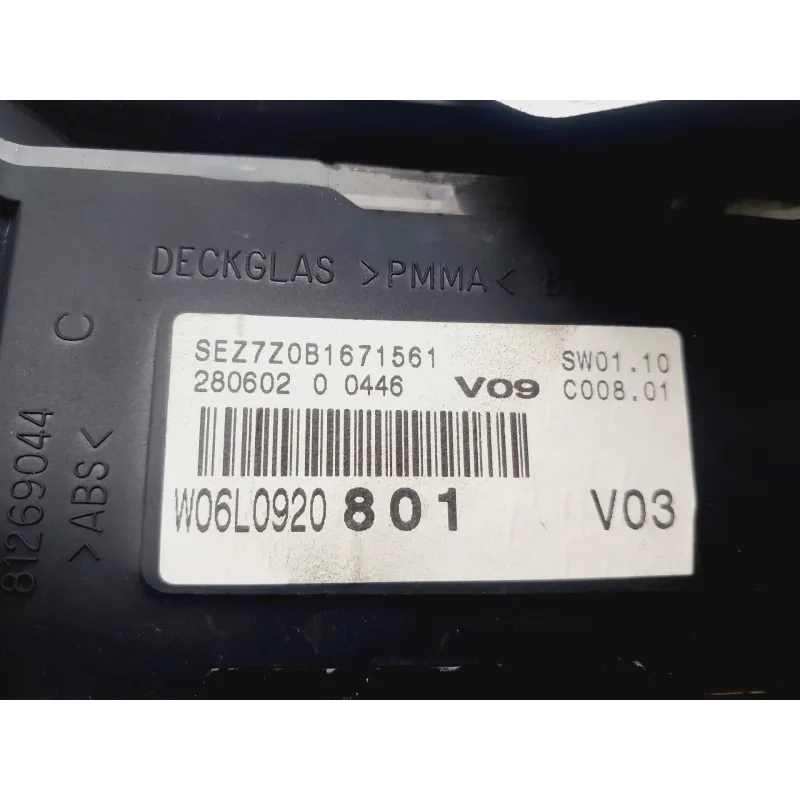 DECKGLAS >PMMA<
C
81269044
>ABS<
SEZ7Z0B1671561 SW01.10
280602 0 0446 V09 C008.01
W06L0920 801 V03